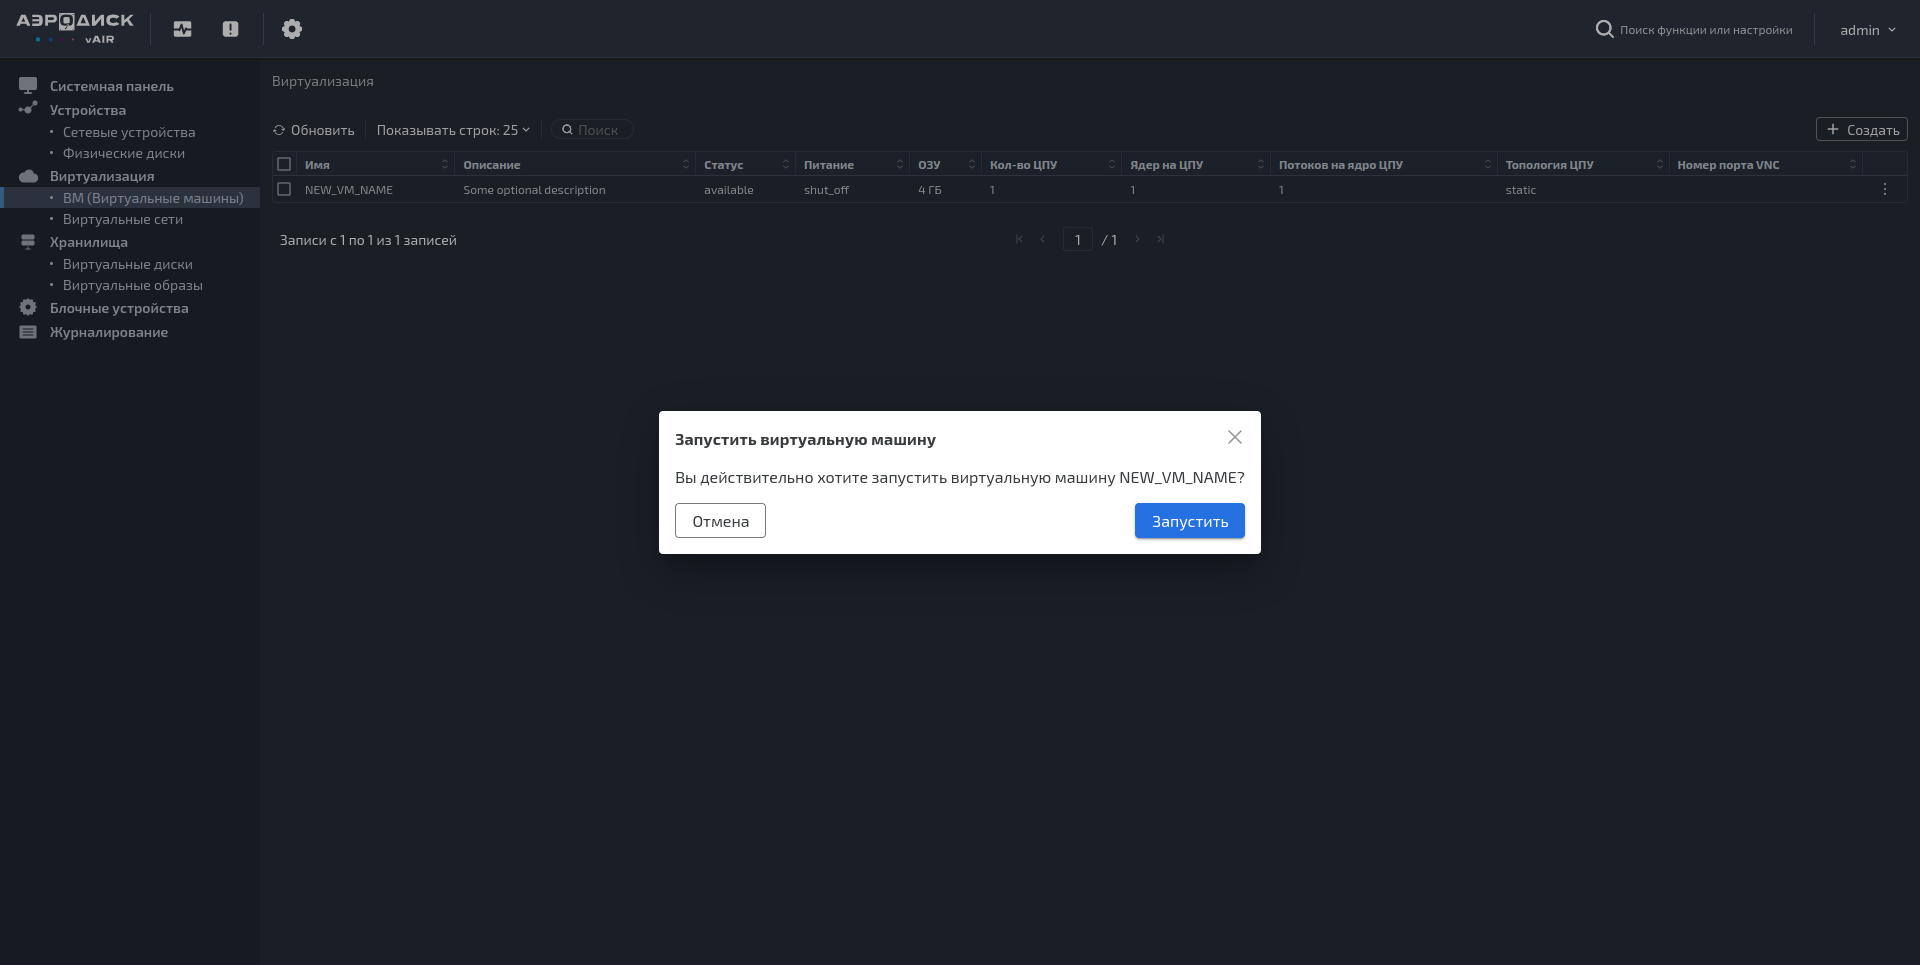 АЭРОДИСК
vAIR
Поиск функции или настройки
admin
Системная панель
Устройства
Сетевые устройства
Физические диски
Виртуализация
ВМ (Виртуальные машины)
Виртуальные сети
Хранилища
Виртуальные диски
Виртуальные образы
Блочные устройства
Журналирование
Виртуализация
Обновить
Показывать строк: 25
Поиск
Создать
Имя Описание Статус Питание ОЗУ Кол-во ЦПУ Ядер на ЦПУ Потоков на ядро ЦПУ Топология ЦПУ Номер порта VNC
NEW_VM_NAME Some optional description available shut_off 4 ГБ 1 1 1 static
Записи с 1 по 1 из 1 записей
1 / 1
Запустить виртуальную машину
Вы действительно хотите запустить виртуальную машину NEW_VM_NAME?
Отмена
Запустить